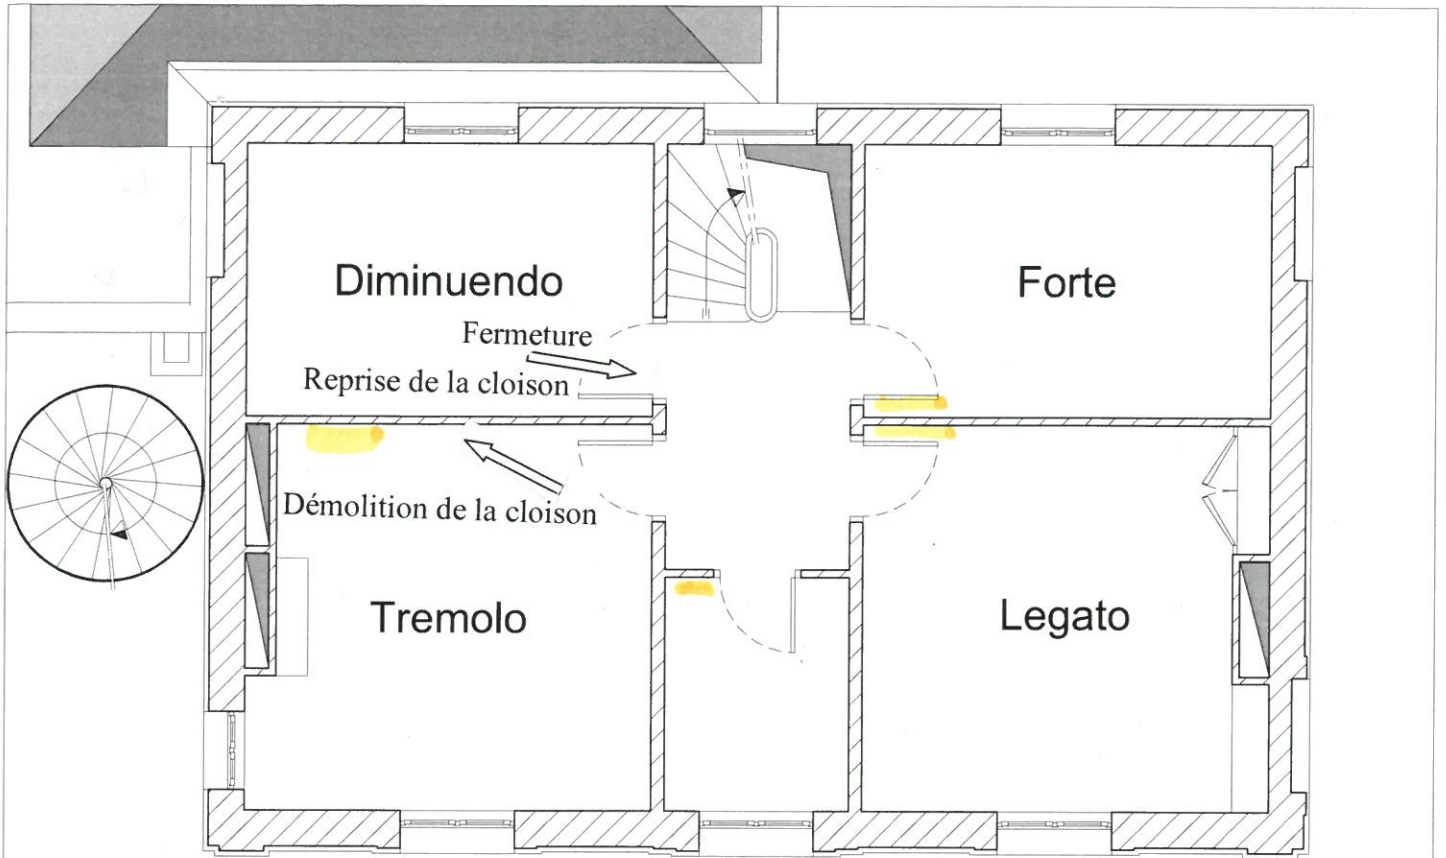 Diminuendo
Forte
Fermeture
Reprise de la cloison
Démolition de la cloison
Tremolo
Legato